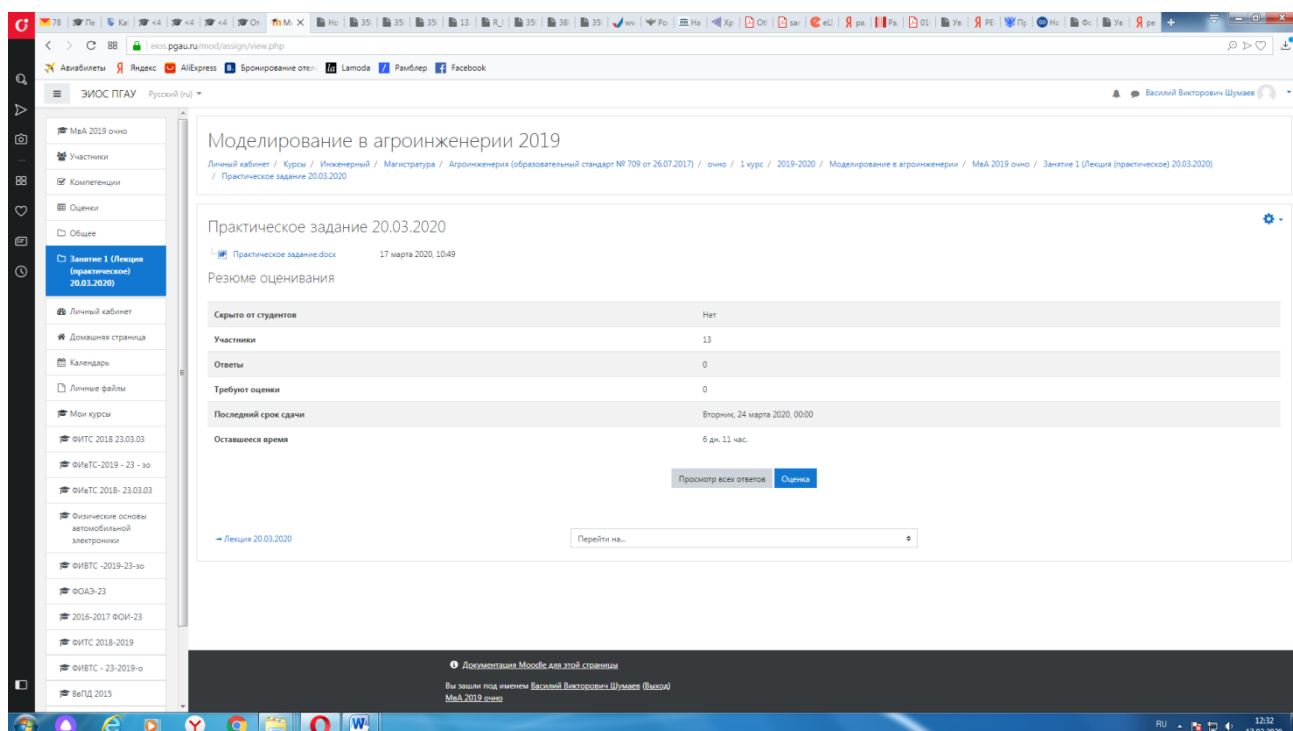 eios.pgau.ru/mod/assign/view.php
88
Авиабилеты Яндекс AliExpress Lamoda Рамблер Facebook
ЭИОС ПГАУ Русский (ru)
Василий Викторович Шумаев
МвА 2019 очно
Участники
Компетенции
Оценки
Общее
Занятие 1 (Лекция
(практическое)
20.03.2020)
Личный кабинет
Домашняя страница
Календарь
Личные файлы
Мои курсы
ФИТС 2018 23.03.03
ФИвТС-2019 - 23 - зо
ФИвТС 2018- 23.03.03
Физические основы
автомобильной
электроники
ФИВТС -2019-23-зо
ФОАЭ-23
2016-2017 ФОИ-23
ФИТС 2018-2019
ФИВТС - 23-2019-о
ВвПД 2015
Моделирование в агроинженерии 2019
Личный кабинет / Курсы / Инженерный / Магистратура / Агроинженерия (образовательный стандарт № 709 от 26.07.2017) / очно / 1 курс / 2019-2020 / Моделирование в агроинженерии / МвА 2019 очно / Занятие 1 (Лекция (практическое) 20.03.2020)
/ Практическое задание 20.03.2020
Практическое задание 20.03.2020
Практическое задание.docx 17 марта 2020, 10:49
Резюме оценивания
Скрыто от студентов Нет
Участники 13
Ответы 0
Требуют оценки 0
Последний срок сдачи Вторник, 24 марта 2020, 00:00
Оставшееся время 6 дн. 11 час.
Просмотр всех ответов Оценка
→ Лекция 20.03.2020 Перейти на...
Документация Moodle для этой страницы
Вы зашли под именем Василий Викторович Шумаев (Выход)
МвА 2019 очно
RU 12:32